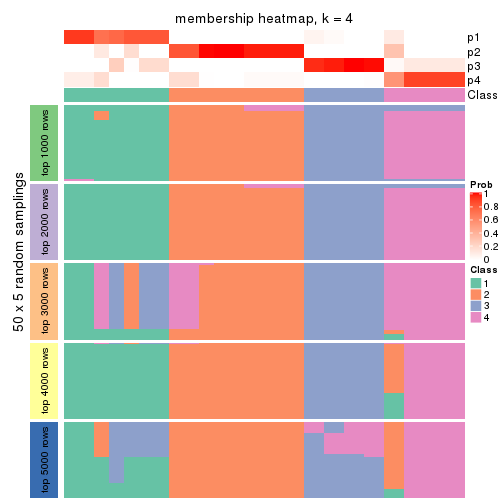 membership heatmap, k = 4
p1
p2
p3
p4
Class
50 x 5 random samplings
top 1000 rows
top 2000 rows
top 3000 rows
top 4000 rows
top 5000 rows
Prob
1
0.8
0.6
0.4
0.2
0
Class
1
2
3
4